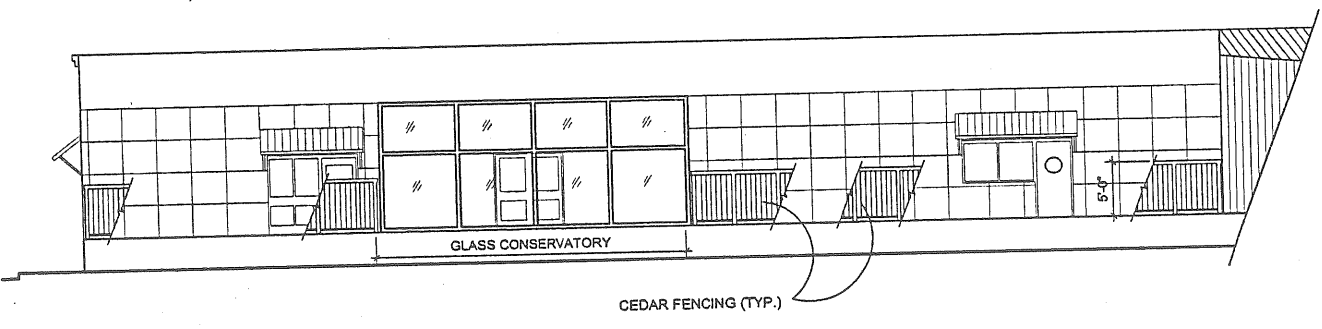 5'-0"
GLASS CONSERVATORY
CEDAR FENCING (TYP.)